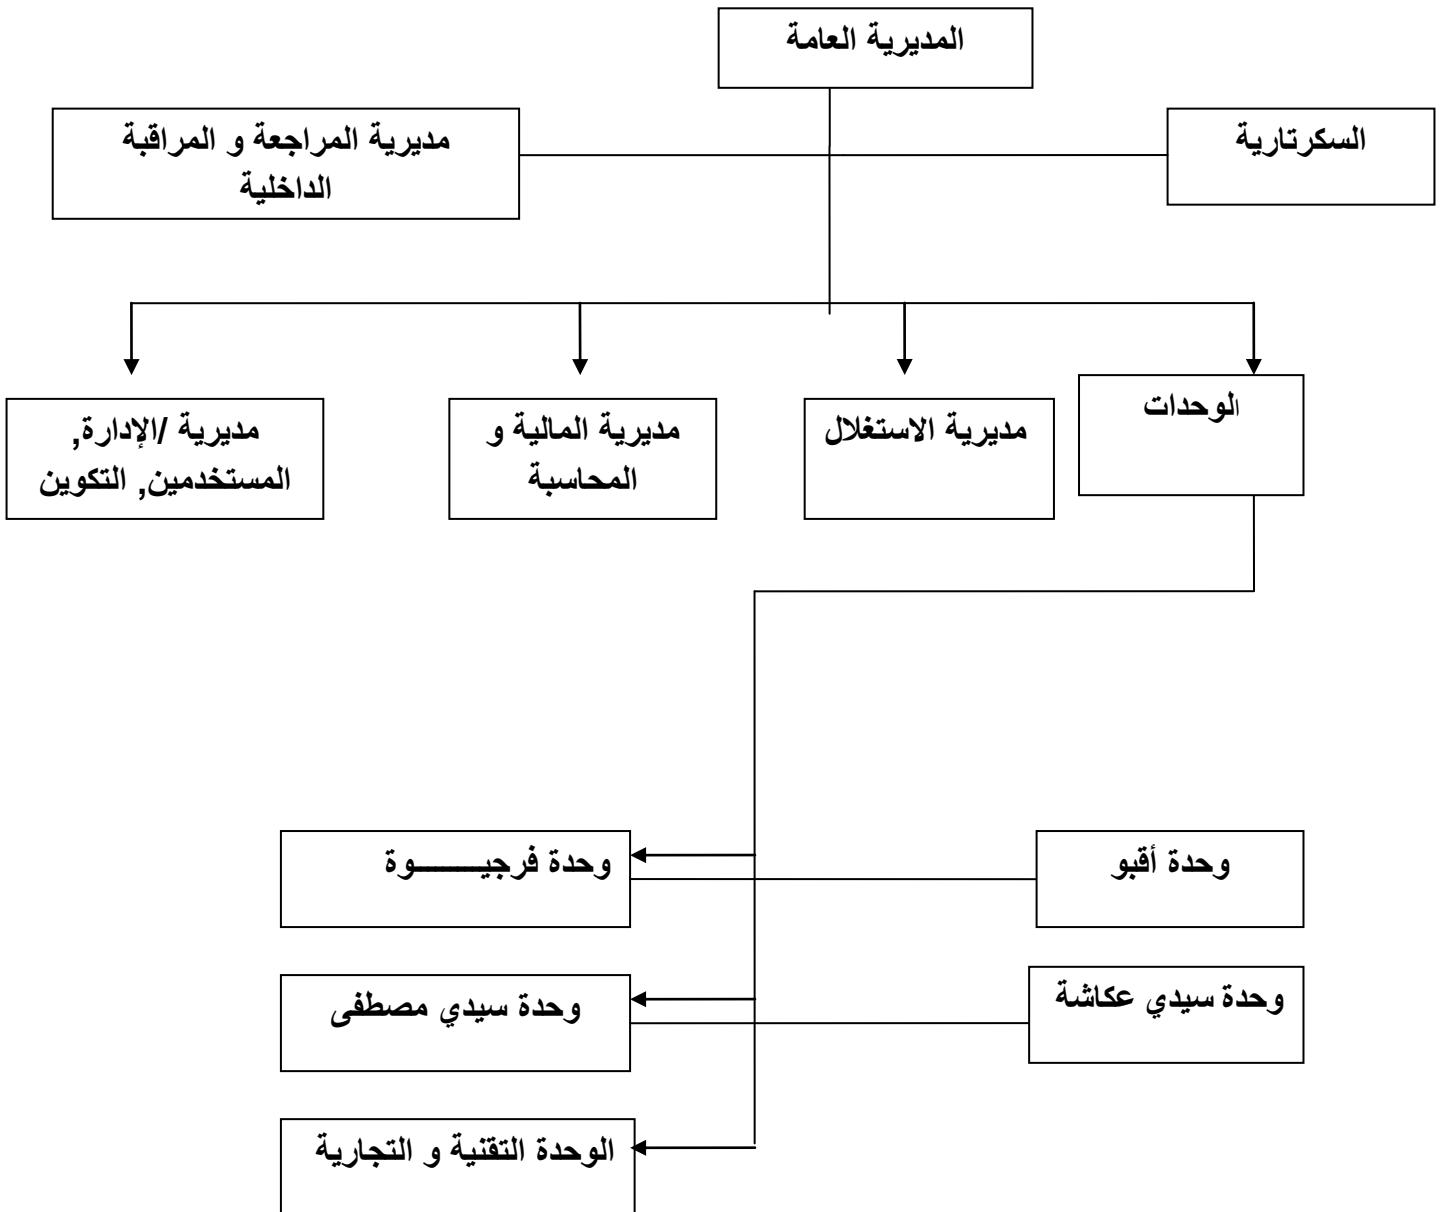 المديرية العامة
السكرتارية
مديرية المراجعة و المراقبة
الداخلية
الوحدات
مديرية الاستغلال
مديرية المالية و
المحاسبة
مديرية /الإدارة,
المستخدمين, التكوين
وحدة أقبو
وحدة فرجيـــــــــوة
وحدة سيدي عكاشة
وحدة سيدي مصطفى
الوحدة التقنية و التجارية